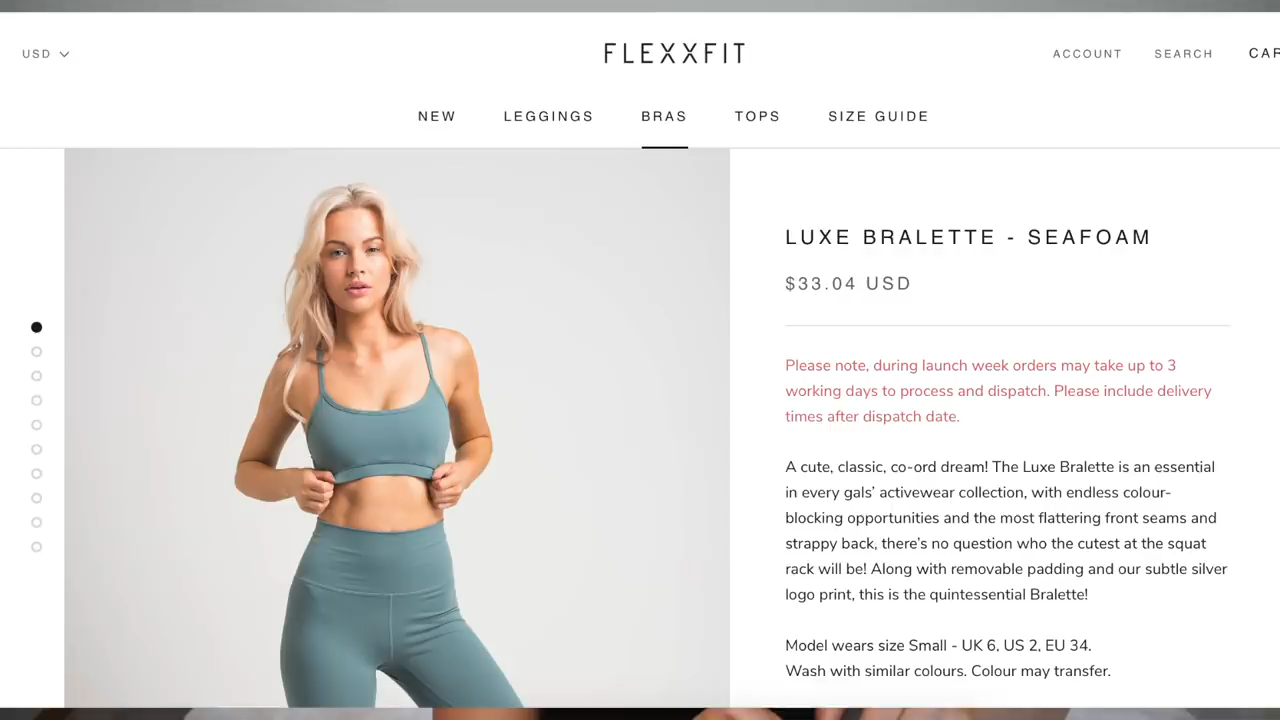 USD
FLEXXFIT
ACCOUNT SEARCH
NEW LEGGINGS BRAS TOPS SIZE GUIDE
LUXE BRALETTE - SEAFOAM
$33.04 USD
Please note, during launch week orders may take up to 3
working days to process and dispatch. Please include delivery
times after dispatch date.
A cute, classic, co-ord dream! The Luxe Bralette is an essential
in every gals’ activewear collection, with endless colour-
blocking opportunities and the most flattering front seams and
strappy back, there’s no question who the cutest at the squat
rack will be! Along with removable padding and our subtle silver
logo print, this is the quintessential Bralette!
Model wears size Small - UK 6, US 2, EU 34.
Wash with similar colours. Colour may transfer.